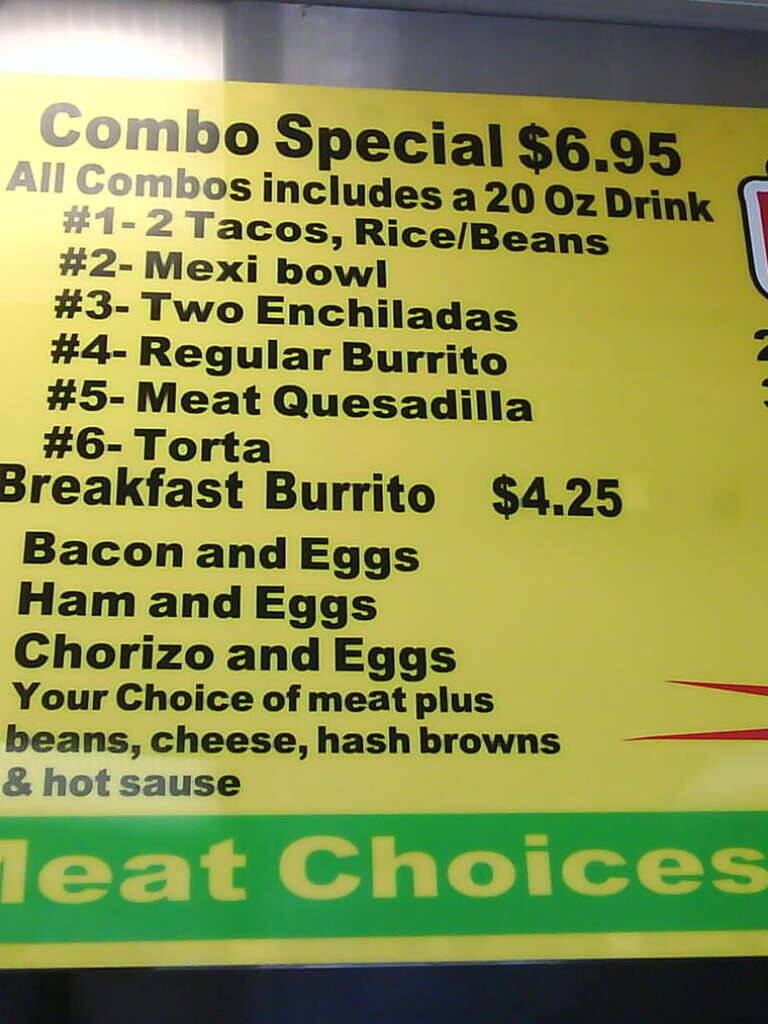 Combo Special $6.95
All Combos includes a 20 Oz Drink
#1- 2 Tacos, Rice/Beans
#2- Mexi bowl
#3- Two Enchiladas
#4- Regular Burrito
#5- Meat Quesadilla
#6- Torta
Breakfast Burrito $4.25
Bacon and Eggs
Ham and Eggs
Chorizo and Eggs
Your Choice of meat plus
beans, cheese, hash browns
& hot sause
Meat Choices